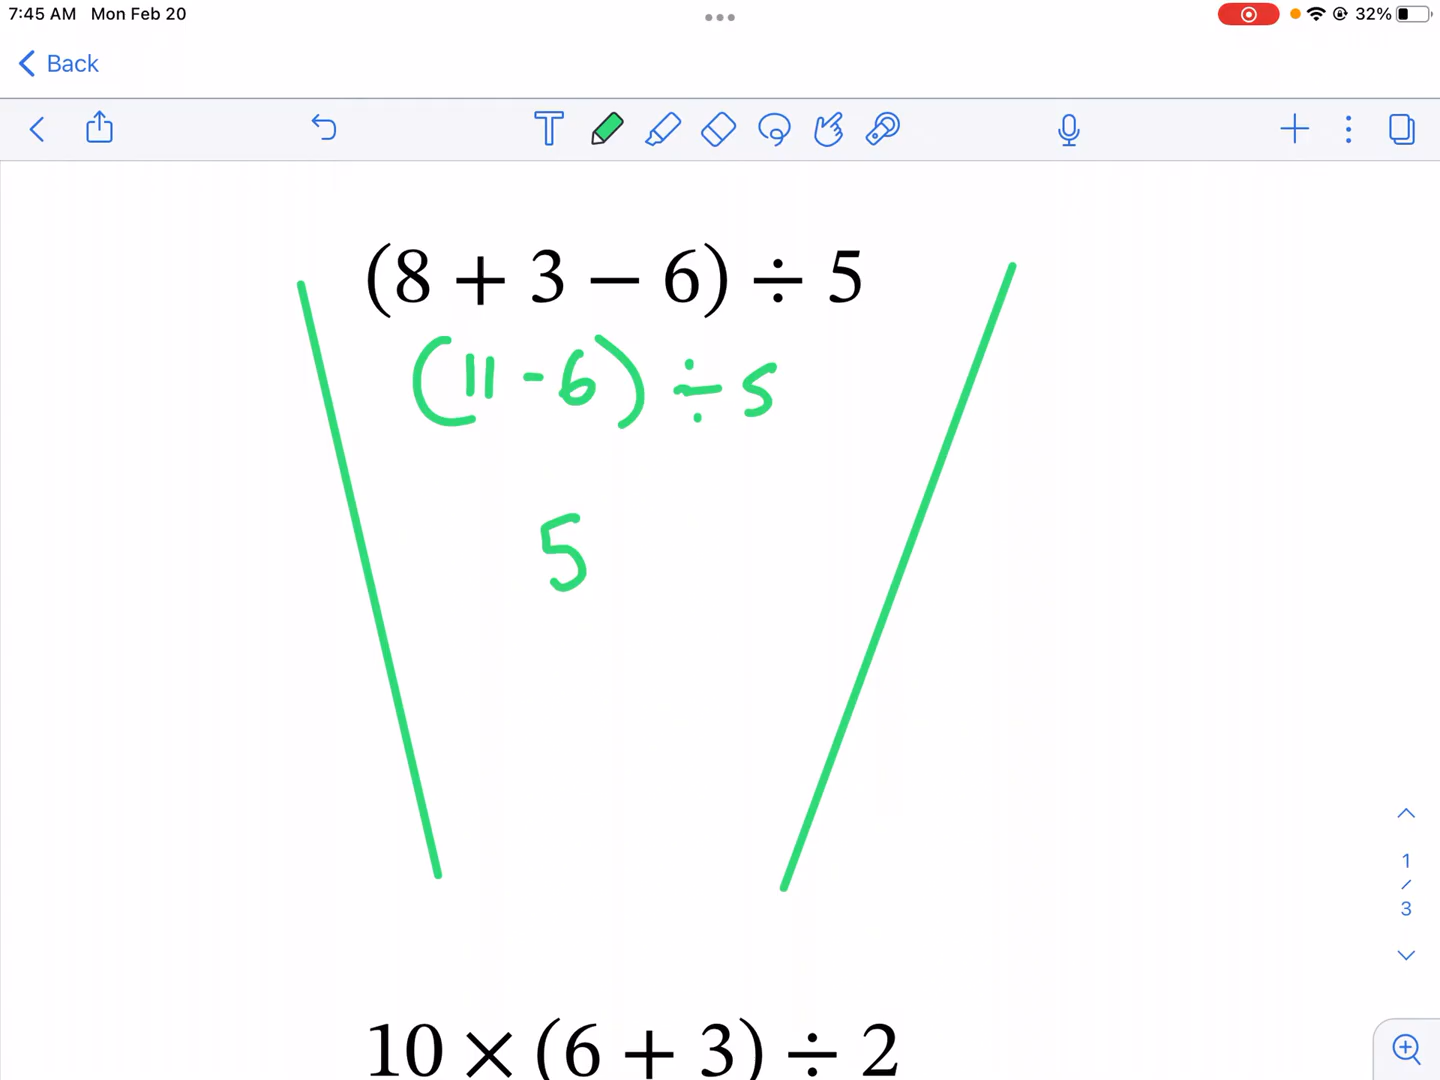 7:45 AM Mon Feb 20 32%
Back
(8 + 3 − 6) ÷ 5
(11 - 6) ÷ 5
5
10 × (6 + 3) ÷ 2
1
/
3